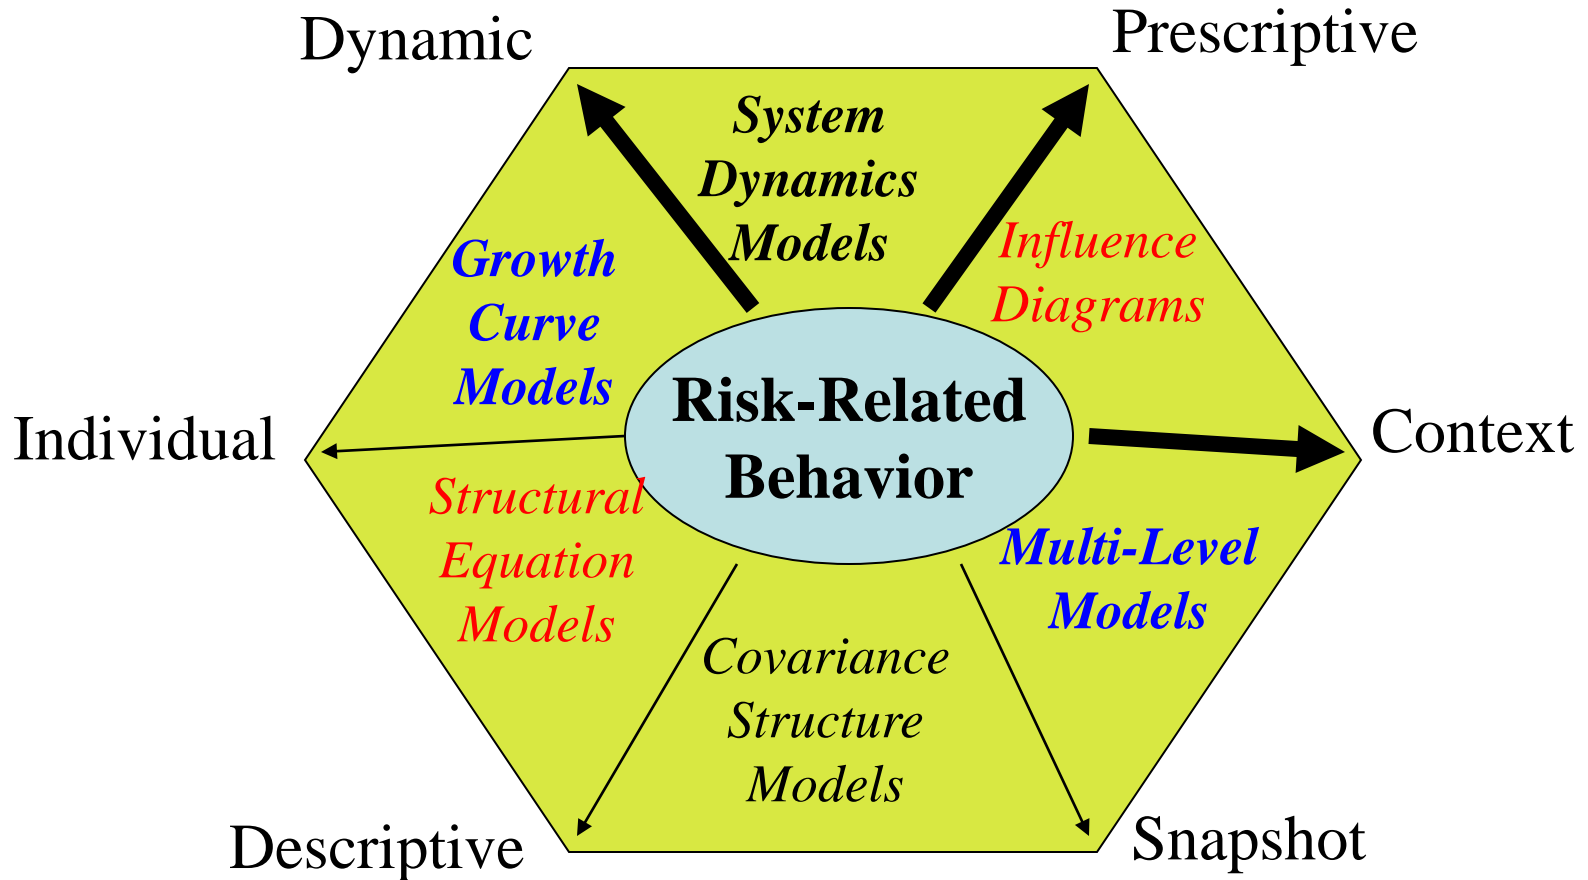 Dynamic
Prescriptive
System
Dynamics
Models
Growth
Curve
Models
Influence
Diagrams
Risk-Related
Behavior
Individual
Context
Structural
Equation
Models
Multi-Level
Models
Covariance
Structure
Models
Descriptive
Snapshot